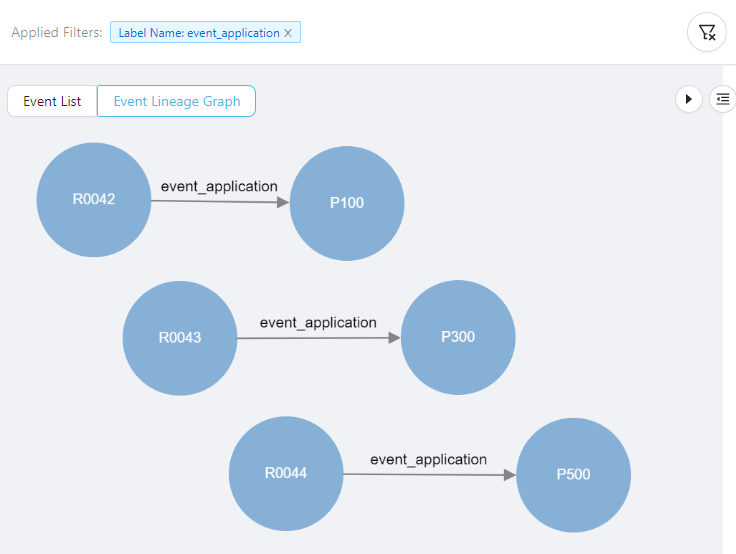 Applied Filters: Label Name: event_application ×
Event List Event Lineage Graph
R0042 event_application P100
R0043 event_application P300
R0044 event_application P500